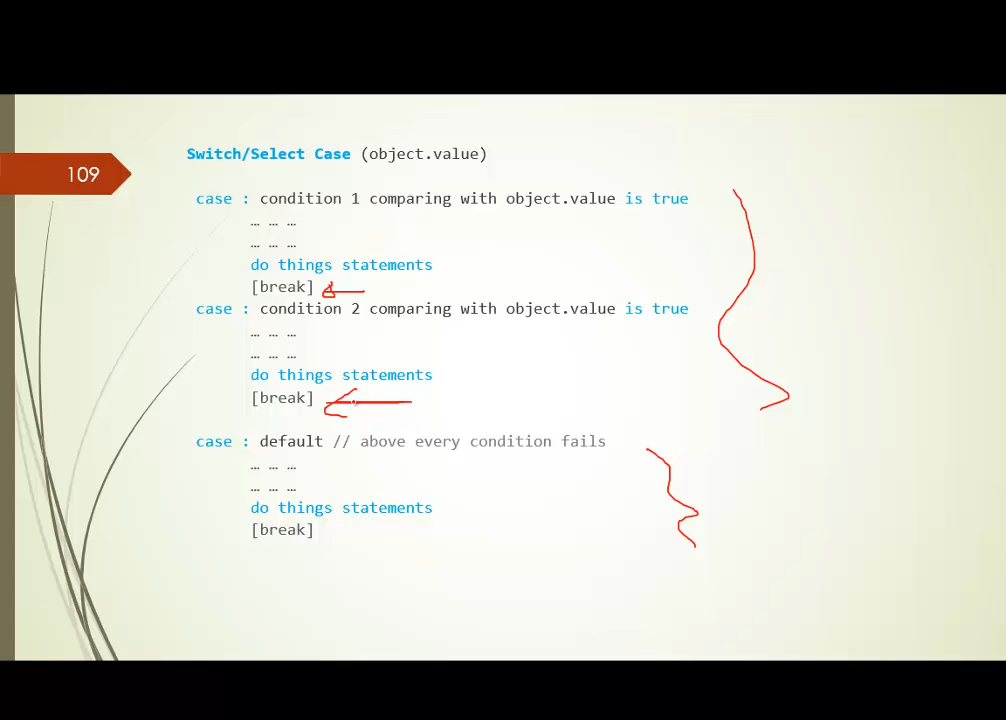 109
Switch/Select Case (object.value)
case : condition 1 comparing with object.value is true
… … …
… … …
do things statements
[break]
case : condition 2 comparing with object.value is true
… … …
… … …
do things statements
[break]
case : default // above every condition fails
… … …
… … …
do things statements
[break]